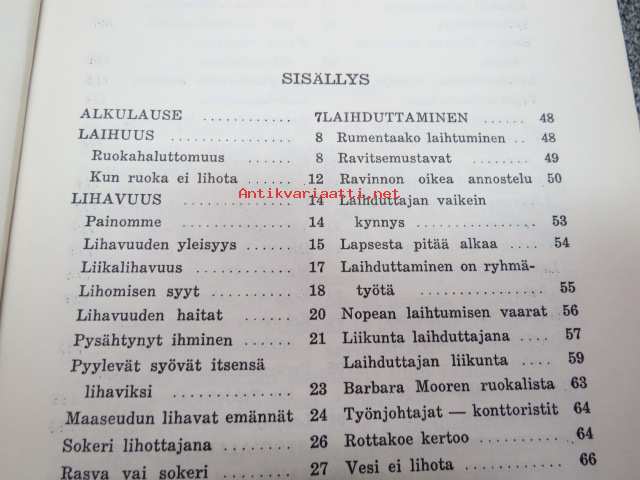 SISÄLLYS
ALKULAUSE ............ 7
LAIHUUS ................ 8
Ruokahaluttomuus ...... 8
Kun ruoka ei lihota .... 12
LIHAVUUS .............. 14
Painomme .............. 14
Lihavuuden yleisyys .... 15
Liikalihavuus ............ 17
Lihomisen syyt .......... 18
Lihavuuden haitat ...... 20
Pysähtynyt ihminen .... 21
Pyylevät syövät itsensä
lihaviksi .............. 23
Maaseudun lihavat emännät 24
Sokeri lihottajana ........ 26
Rasva vai sokeri ........ 27
LAIHDUTTAMINEN ...... 48
Rumentaako laihtuminen .. 48
Ravitsemustavat ........ 49
Ravinnon oikea annostelu 50
Laihduttajan vaikein
kynnys ................ 53
Lapsesta pitää alkaa .... 54
Laihduttaminen on ryhmä-
työtä .................. 55
Nopean laihtumisen vaarat 56
Liikunta laihduttajana .... 57
Laihduttajan liikunta .... 59
Barbara Mooren ruokalista 63
Työnjohtajat — konttoristit 64
Rottakoe kertoo .......... 64
Vesi ei lihota ............ 66
Antikvariaatti.net